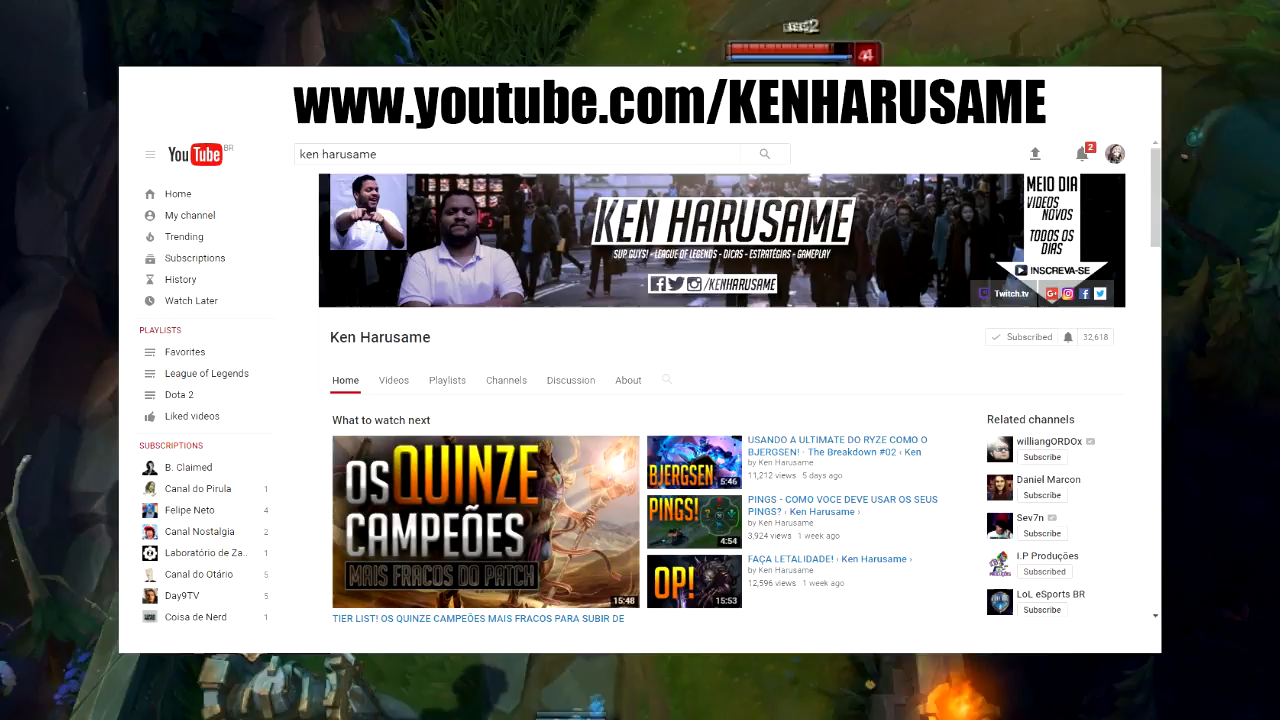 www.youtube.com/KENHARUSAME
YouTube BR
ken harusame
2
Home
My channel
Trending
Subscriptions
History
Watch Later
PLAYLISTS
Favorites
League of Legends
Dota 2
Liked videos
SUBSCRIPTIONS
B. Claimed
Canal do Pirula 1
Felipe Neto 4
Canal Nostalgia 2
Laboratório de Za.. 1
Canal do Otário 5
Day9TV 5
Coisa de Nerd 1
KEN HARUSAME
SUP GUYS! - LEAGUE OF LEGENDS - DICAS - ESTRATÉGIAS - GAMEPLAY
/KENHARUSAME
MEIO DIA
VIDEOS
NOVOS
TODOS OS
DIAS
INSCREVA-SE
Twitch.tv
Ken Harusame
Subscribed 32,618
Home Videos Playlists Channels Discussion About
What to watch next
OS QUINZE
CAMPEÕES
MAIS FRACOS DO PATCH
15:48
TIER LIST! OS QUINZE CAMPEÕES MAIS FRACOS PARA SUBIR DE
BJERGSEN
5:46
USANDO A ULTIMATE DO RYZE COMO O
BJERGSEN! - The Breakdown #02 ‹ Ken
by Ken Harusame
11,212 views 5 days ago
PINGS!
4:54
PINGS - COMO VOCE DEVE USAR OS SEUS
PINGS? › Ken Harusame ›
by Ken Harusame
3,924 views 1 week ago
OP!
15:53
FAÇA LETALIDADE! ‹ Ken Harusame ›
by Ken Harusame
12,596 views 1 week ago
Related channels
williangORDOx
Subscribe
Daniel Marcon
Subscribe
Sev7n
Subscribe
I.P Produções
Subscribed
LoL eSports BR
Subscribe